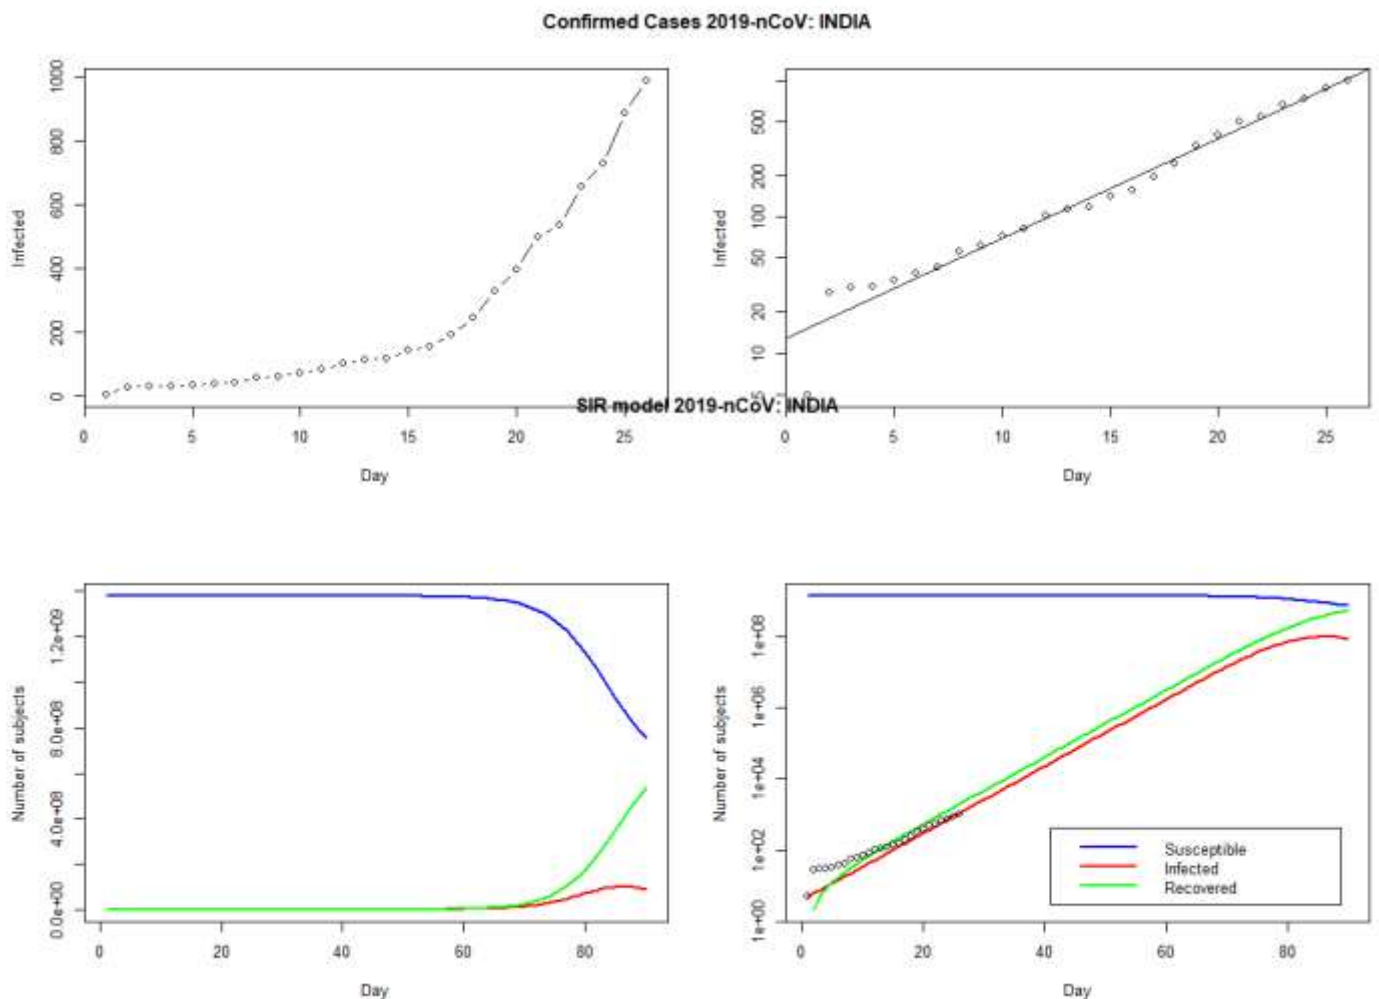 Confirmed Cases 2019-nCoV: INDIA
Infected
0 200 400 600 800 1000
0 5 10 15 20 25
Day
Infected
5 10 20 50 100 200 500
0 5 10 15 20 25
Day
SIR model 2019-nCoV: INDIA
Number of subjects
0.0e+00 4.0e+08 8.0e+08 1.2e+09
0 20 40 60 80
Day
Number of subjects
1e+00 1e+02 1e+04 1e+06 1e+08
0 20 40 60 80
Day
Susceptible
Infected
Recovered